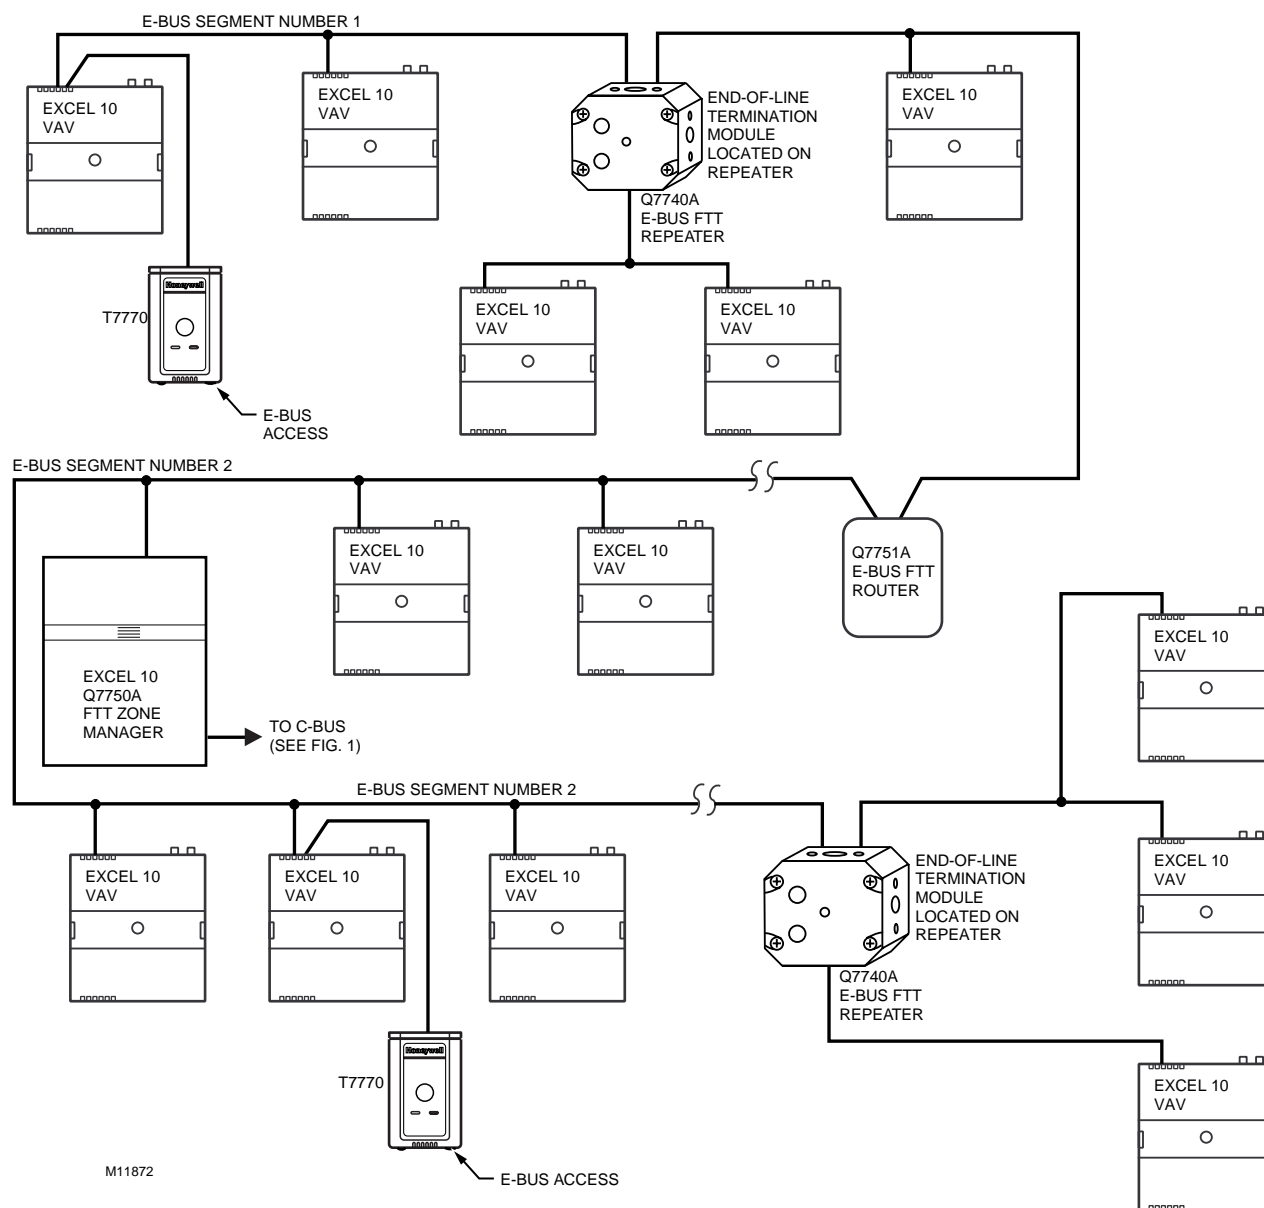 E-BUS SEGMENT NUMBER 1
EXCEL 10
VAV
EXCEL 10
VAV
END-OF-LINE
TERMINATION
MODULE
LOCATED ON
REPEATER
EXCEL 10
VAV
Q7740A
E-BUS FTT
REPEATER
Honeywell
T7770
E-BUS
ACCESS
EXCEL 10
VAV
EXCEL 10
VAV
E-BUS SEGMENT NUMBER 2
EXCEL 10
VAV
EXCEL 10
VAV
Q7751A
E-BUS FTT
ROUTER
EXCEL 10
VAV
EXCEL 10
Q7750A
FTT ZONE
MANAGER
TO C-BUS
(SEE FIG. 1)
E-BUS SEGMENT NUMBER 2
EXCEL 10
VAV
EXCEL 10
VAV
EXCEL 10
VAV
END-OF-LINE
TERMINATION
MODULE
LOCATED ON
REPEATER
EXCEL 10
VAV
Q7740A
E-BUS FTT
REPEATER
Honeywell
T7770
EXCEL 10
VAV
E-BUS ACCESS
M11872